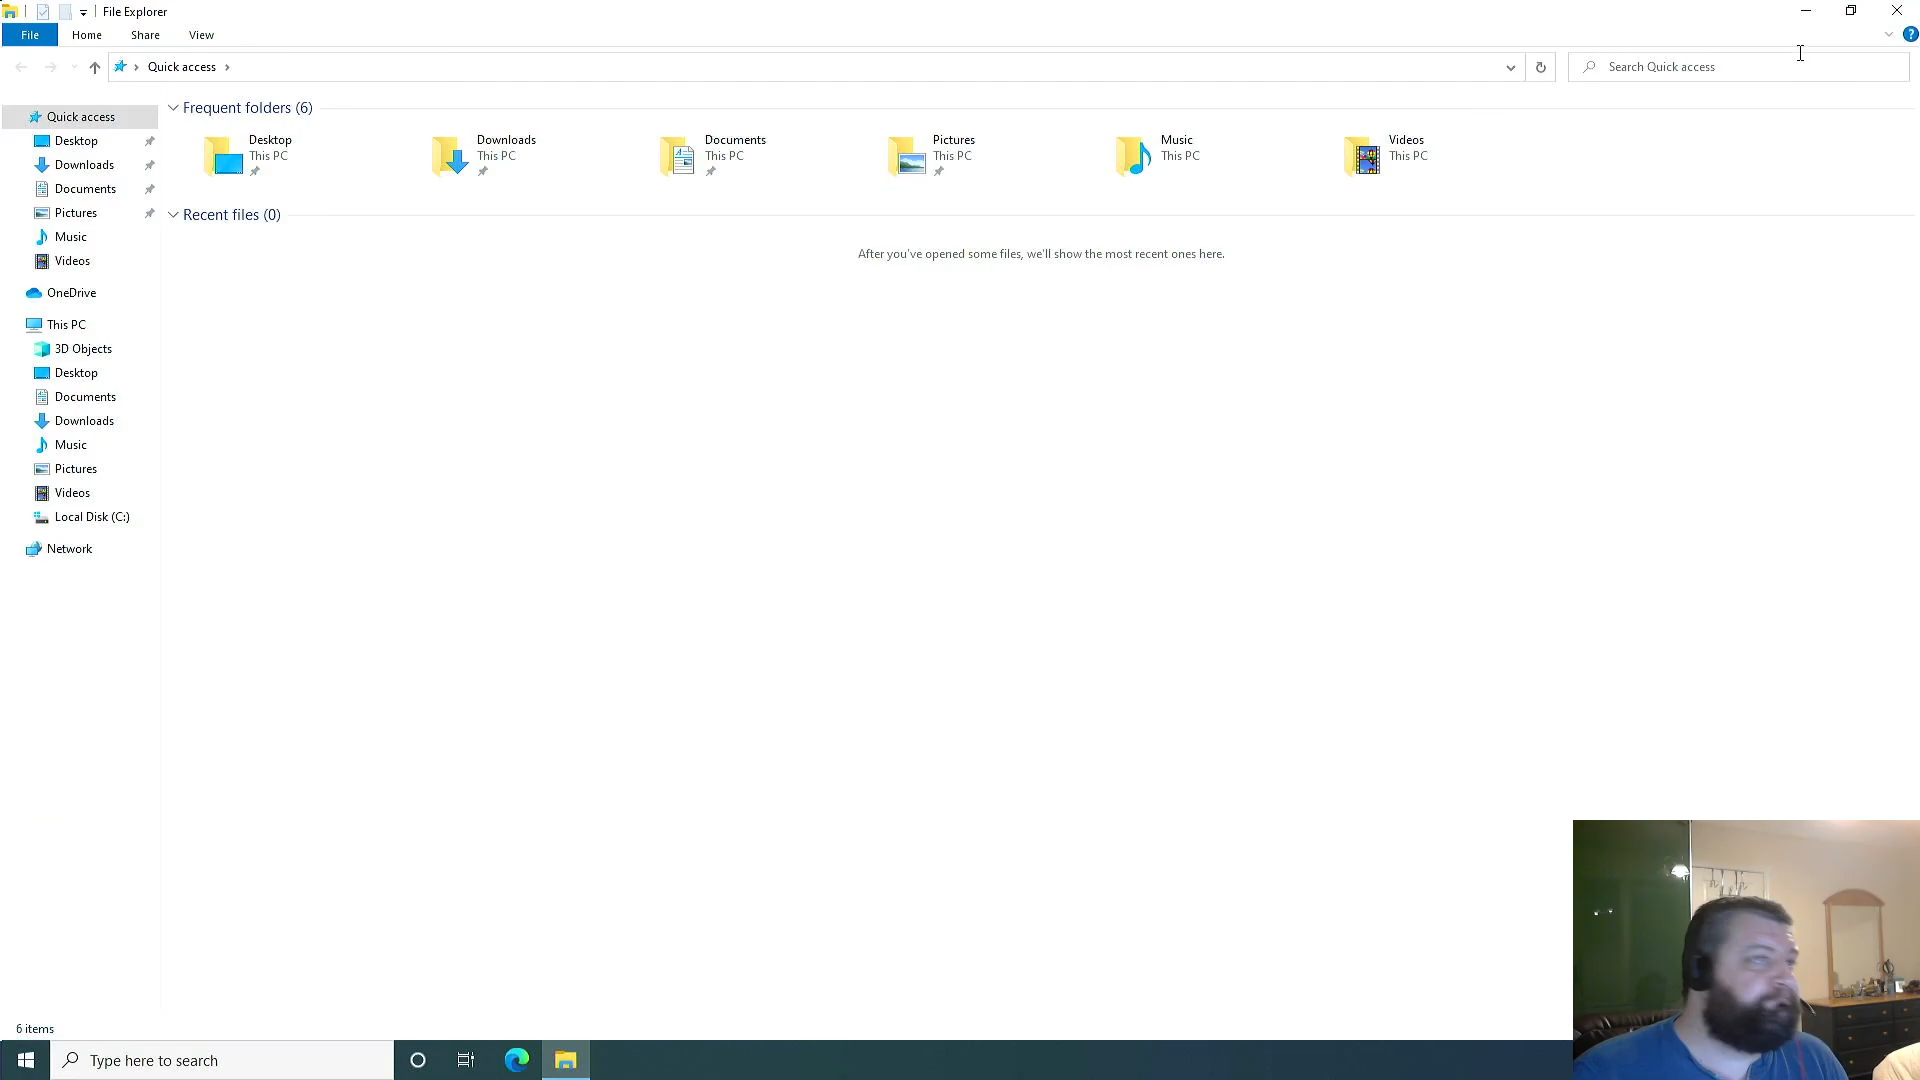 File Explorer
File Home Share View
Quick access
Search Quick access
Quick access
Desktop
Downloads
Documents
Pictures
Music
Videos
OneDrive
This PC
3D Objects
Desktop
Documents
Downloads
Music
Pictures
Videos
Local Disk (C:)
Network
Frequent folders (6)
Desktop
This PC
Downloads
This PC
Documents
This PC
Pictures
This PC
Music
This PC
Videos
This PC
Recent files (0)
After you've opened some files, we'll show the most recent ones here.
6 items
Type here to search